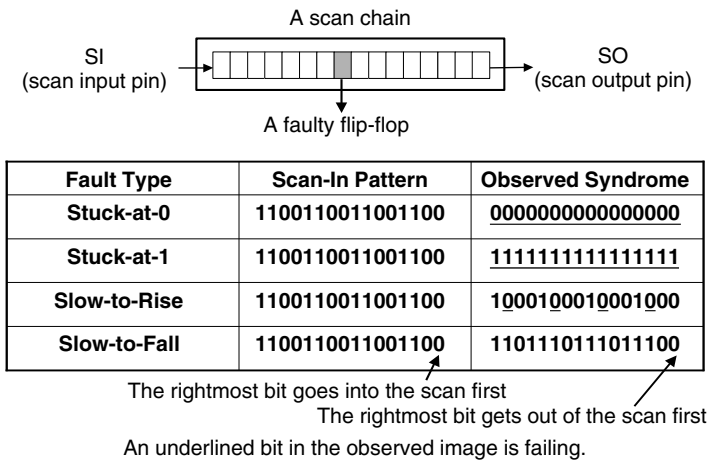 A scan chain
SI
(scan input pin)
SO
(scan output pin)
A faulty flip-flop
Fault Type Scan-In Pattern Observed Syndrome
Stuck-at-0 1100110011001100 0000000000000000
Stuck-at-1 1100110011001100 1111111111111111
Slow-to-Rise 1100110011001100 1000100010001000
Slow-to-Fall 1100110011001100 1101110111011100
The rightmost bit goes into the scan first
The rightmost bit gets out of the scan first
An underlined bit in the observed image is failing.